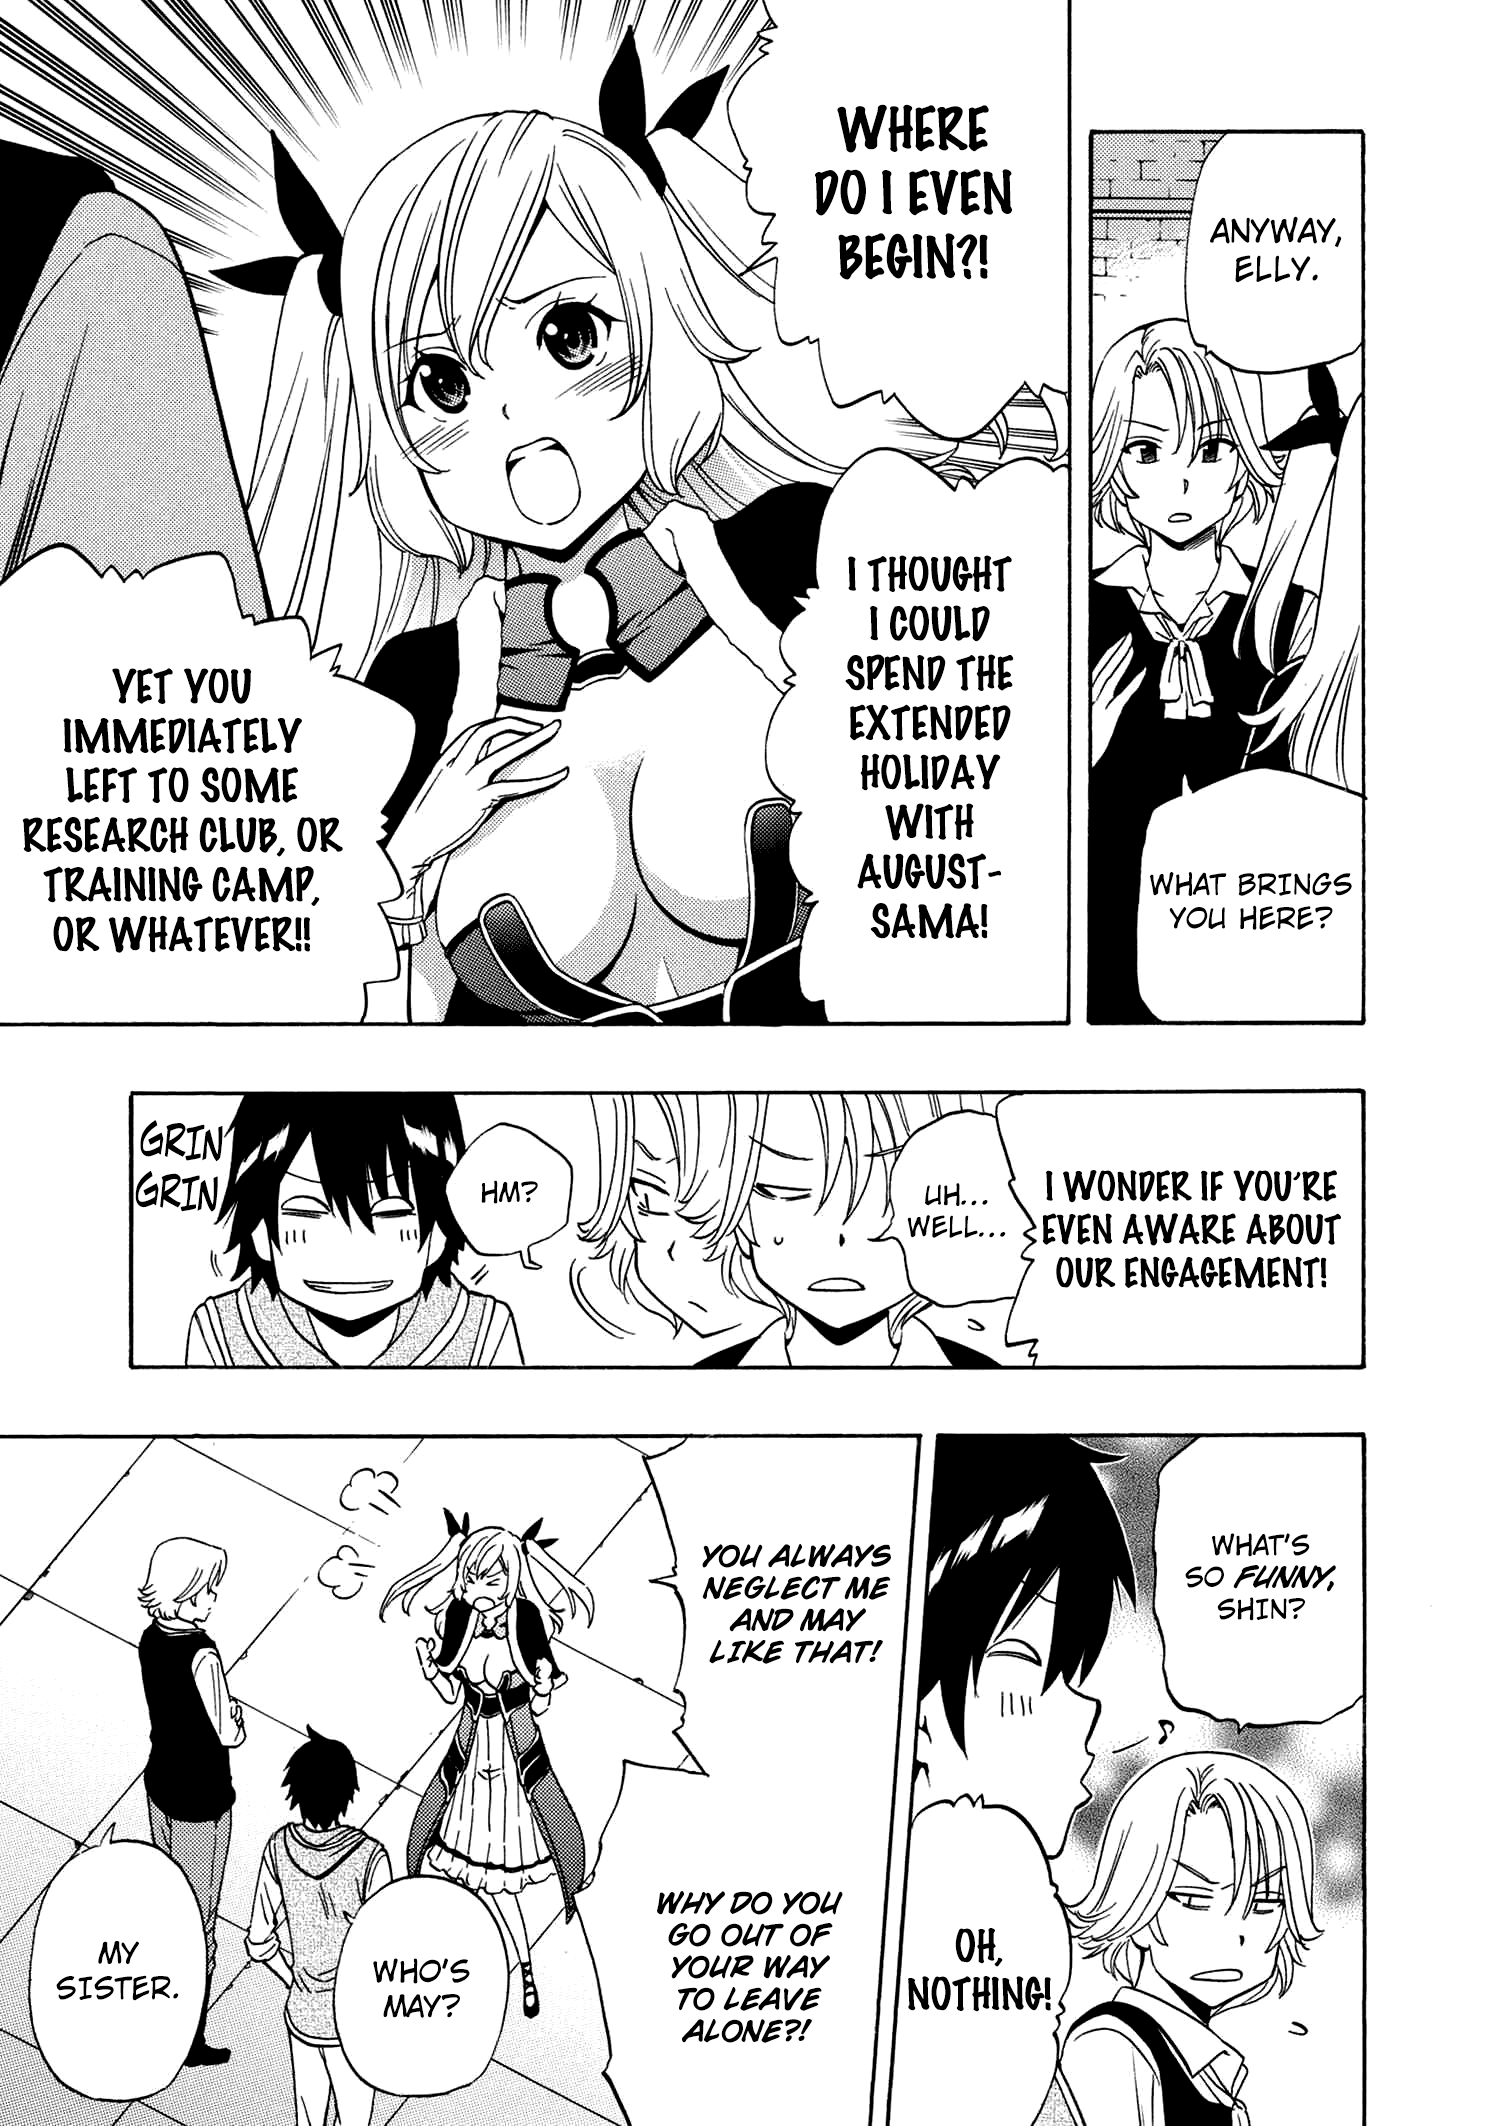 ANYWAY,
ELLY.
WHAT BRINGS
YOU HERE?
WHERE
DO I EVEN
BEGIN?!
I THOUGHT
I COULD
SPEND THE
EXTENDED
HOLIDAY
WITH
AUGUST-
SAMA!
YET YOU
IMMEDIATELY
LEFT TO SOME
RESEARCH CLUB, OR
TRAINING CAMP,
OR WHATEVER!!
I WONDER IF YOU'RE
EVEN AWARE ABOUT
OUR ENGAGEMENT!
UH...
WELL...
HM?
GRIN
GRIN
WHAT'S
SO FUNNY,
SHIN?
OH,
NOTHING!
YOU ALWAYS
NEGLECT ME
AND MAY
LIKE THAT!
WHY DO YOU
GO OUT OF
YOUR WAY
TO LEAVE
ALONE?!
WHO'S
MAY?
MY
SISTER.